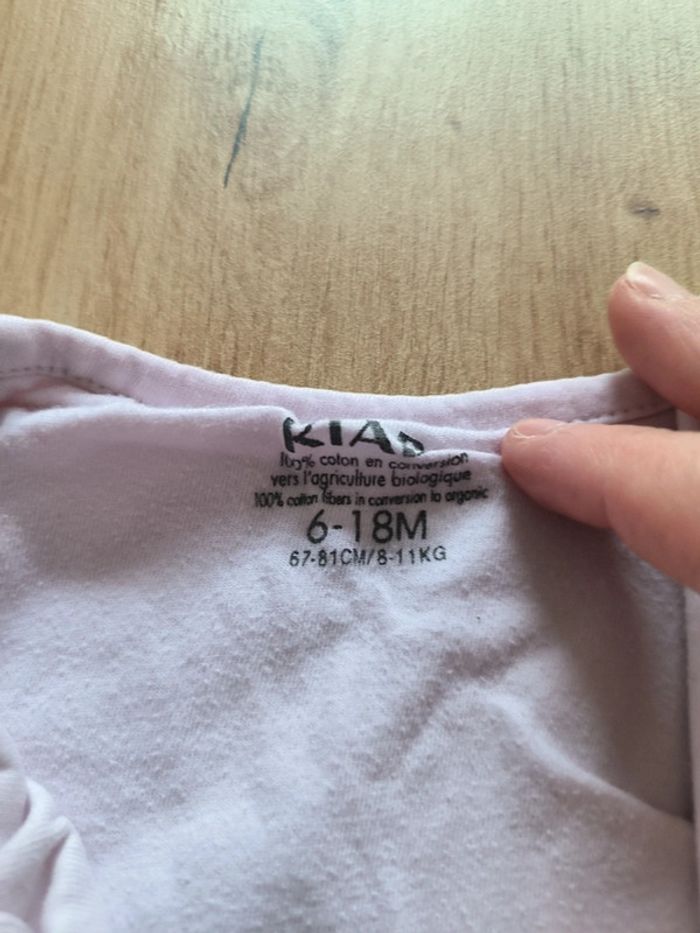 KIAB
100% coton en conversion
vers l'agriculture biologique
100% cotton fibers in conversion to organic
6-18M
67-81CM/8-11KG